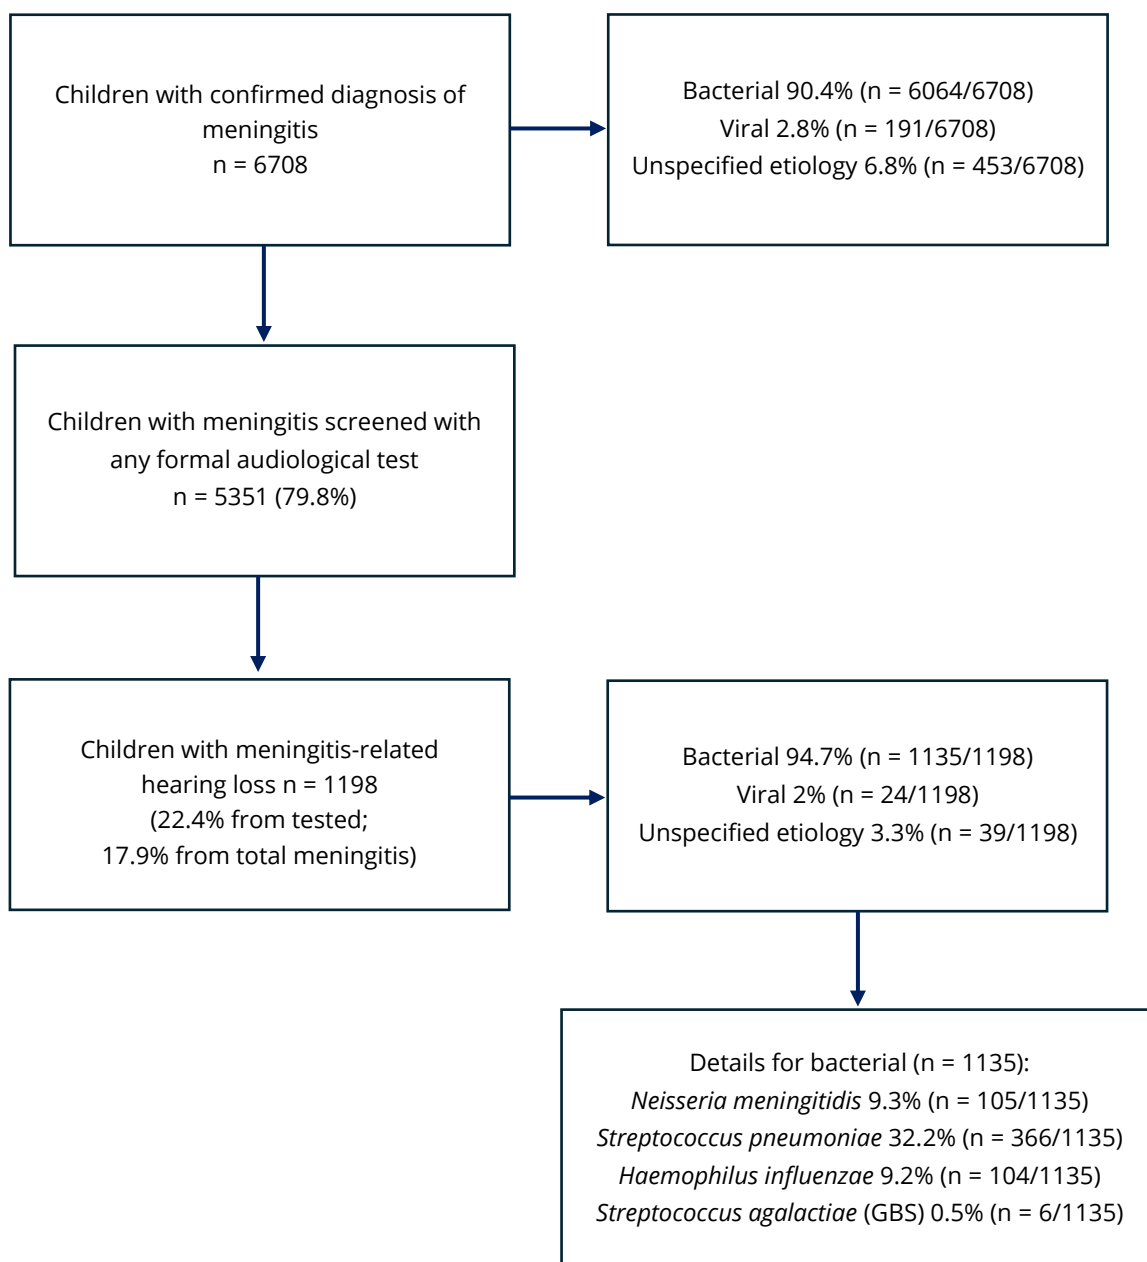 Children with confirmed diagnosis of
meningitis
n = 6708
Bacterial 90.4% (n = 6064/6708)
Viral 2.8% (n = 191/6708)
Unspecified etiology 6.8% (n = 453/6708)
Children with meningitis screened with
any formal audiological test
n = 5351 (79.8%)
Children with meningitis-related
hearing loss n = 1198
(22.4% from tested;
17.9% from total meningitis)
Bacterial 94.7% (n = 1135/1198)
Viral 2% (n = 24/1198)
Unspecified etiology 3.3% (n = 39/1198)
Details for bacterial (n = 1135):
Neisseria meningitidis 9.3% (n = 105/1135)
Streptococcus pneumoniae 32.2% (n = 366/1135)
Haemophilus influenzae 9.2% (n = 104/1135)
Streptococcus agalactiae (GBS) 0.5% (n = 6/1135)